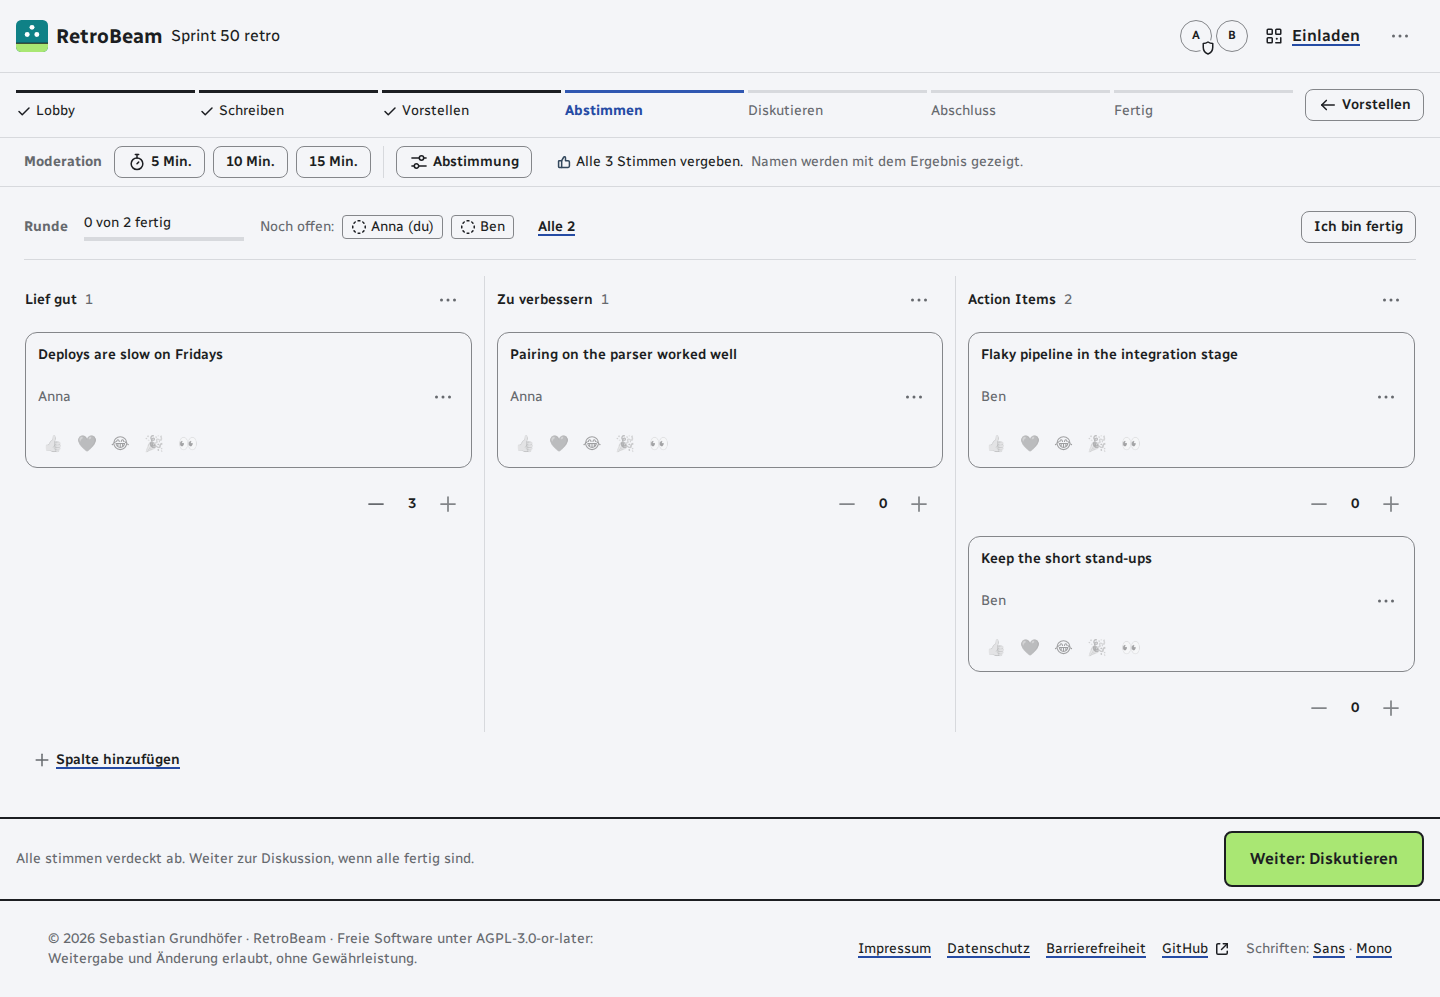 RetroBeam Sprint 50 retro
A B Einladen
Lobby Schreiben Vorstellen Abstimmen Diskutieren Abschluss Fertig Vorstellen
Moderation 5 Min. 10 Min. 15 Min. Abstimmung Alle 3 Stimmen vergeben. Namen werden mit dem Ergebnis gezeigt.
Runde 0 von 2 fertig Noch offen: Anna (du) Ben Alle 2 Ich bin fertig
Lief gut 1
Deploys are slow on Fridays
Anna
3
Zu verbessern 1
Pairing on the parser worked well
Anna
0
Action Items 2
Flaky pipeline in the integration stage
Ben
0
Keep the short stand-ups
Ben
0
Spalte hinzufügen
Alle stimmen verdeckt ab. Weiter zur Diskussion, wenn alle fertig sind.
Weiter: Diskutieren
© 2026 Sebastian Grundhöfer · RetroBeam · Freie Software unter AGPL-3.0-or-later:
Weitergabe und Änderung erlaubt, ohne Gewährleistung.
Impressum Datenschutz Barrierefreiheit GitHub Schriften: Sans · Mono